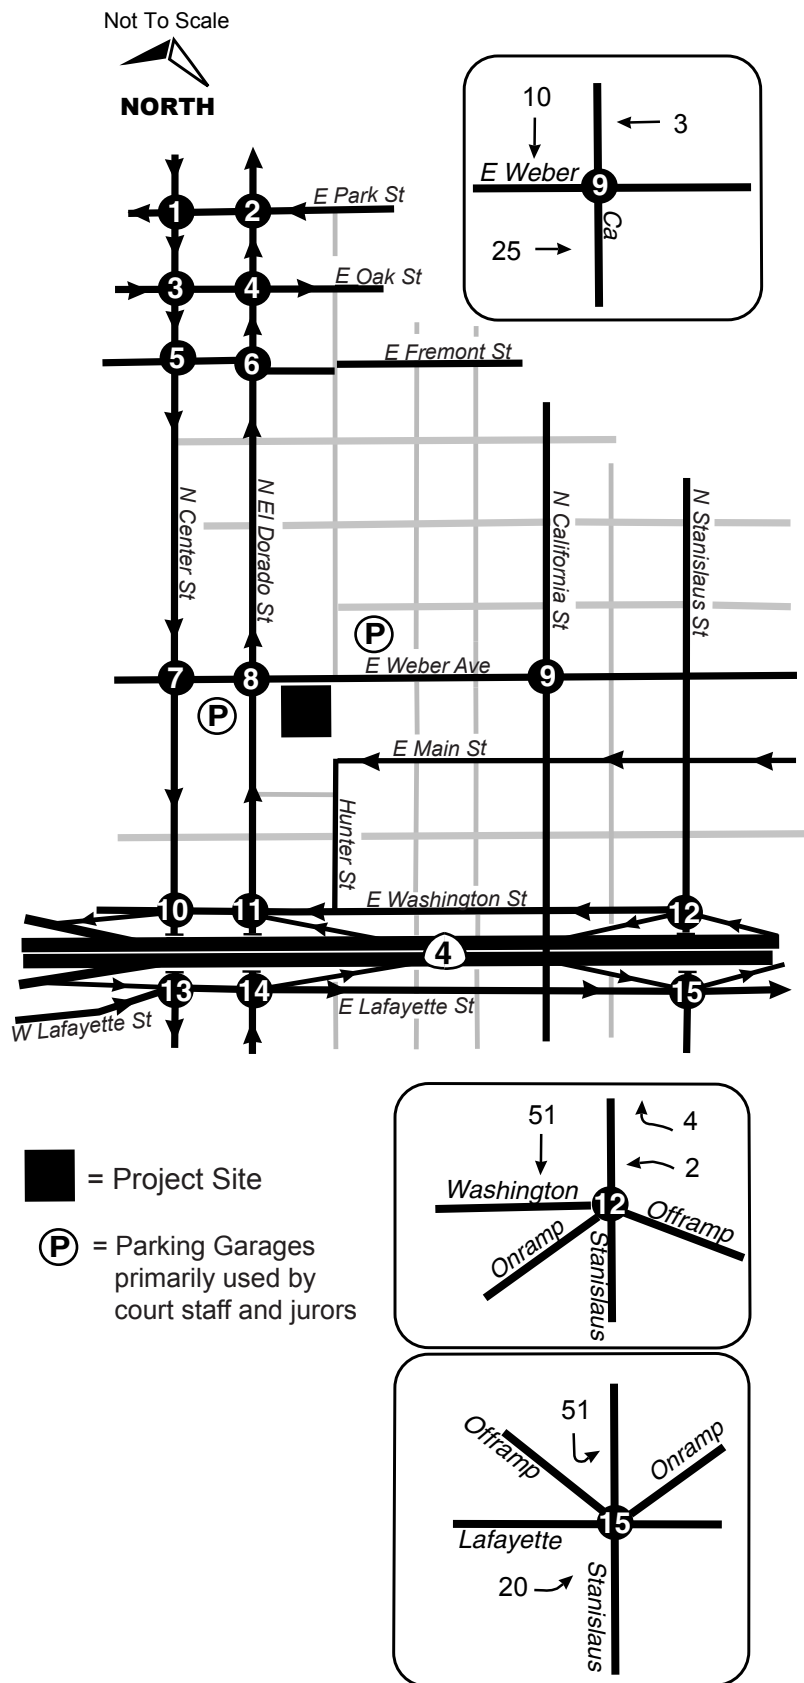 Not To Scale
NORTH
10
3
E Weber
9
Ca
25
E Park St
1
2
E Oak St
3
4
E Fremont St
5
6
N Center St
N El Dorado St
N California St
N Stanislaus St
P
E Weber Ave
7
8
9
P
E Main St
Hunter St
E Washington St
10
11
12
4
13
14
15
W Lafayette St
E Lafayette St
51
4
2
Washington
12
Onramp
Offramp
Stanislaus
= Project Site
P
= Parking Garages
primarily used by
court staff and jurors
51
Offramp
Onramp
15
Lafayette
20
Stanislaus